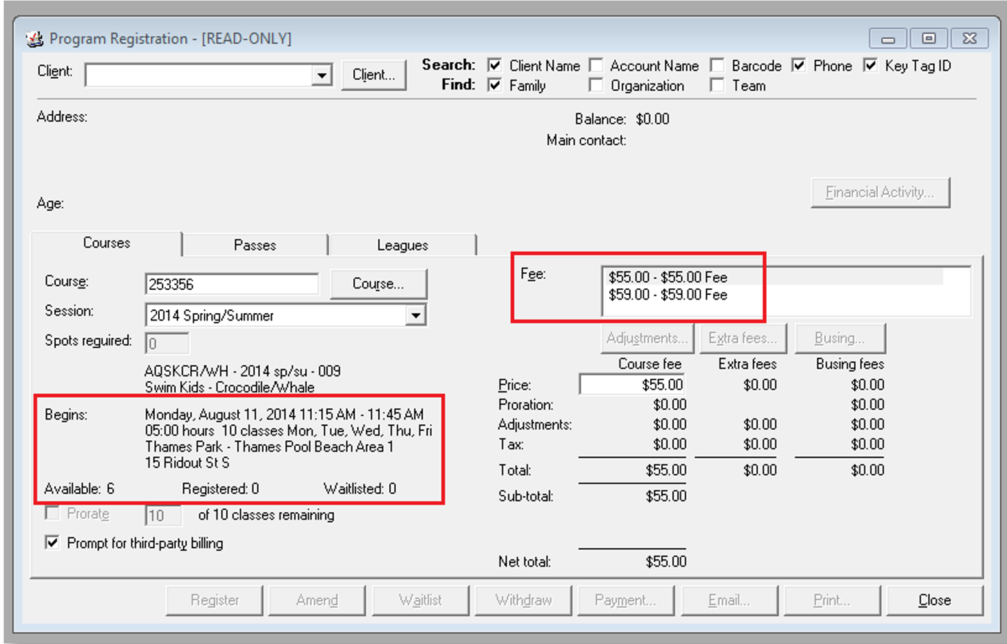 Program Registration - [READ-ONLY]
Client: Client... Search: Client Name Account Name Barcode Phone Key Tag ID
Find: Family Organization Team
Address: Balance: $0.00
Main contact:
Financial Activity...
Age:
Courses Passes Leagues
Course: 253356 Course...
Session: 2014 Spring/Summer
Spots required: 0
AQSKCR/WH - 2014 sp/su - 009
Swim Kids - Crocodile/Whale
Begins: Monday, August 11, 2014 11:15 AM - 11:45 AM
05:00 hours 10 classes Mon, Tue, Wed, Thu, Fri
Thames Park - Thames Pool Beach Area 1
15 Ridout St S
Available: 6 Registered: 0 Waitlisted: 0
Prorate 10 of 10 classes remaining
Prompt for third-party billing
Fee: $55.00 - $55.00 Fee
$59.00 - $59.00 Fee
Adjustments... Extra fees... Busing...
Course fee Extra fees Busing fees
Price: $55.00 $0.00 $0.00
Proration: $0.00 $0.00
Adjustments: $0.00 $0.00 $0.00
Tax: $0.00 $0.00 $0.00
Total: $55.00 $0.00 $0.00
Sub-total: $55.00
Net total: $55.00
Register Amend Waitlist Withdraw Payment... Email... Print... Close